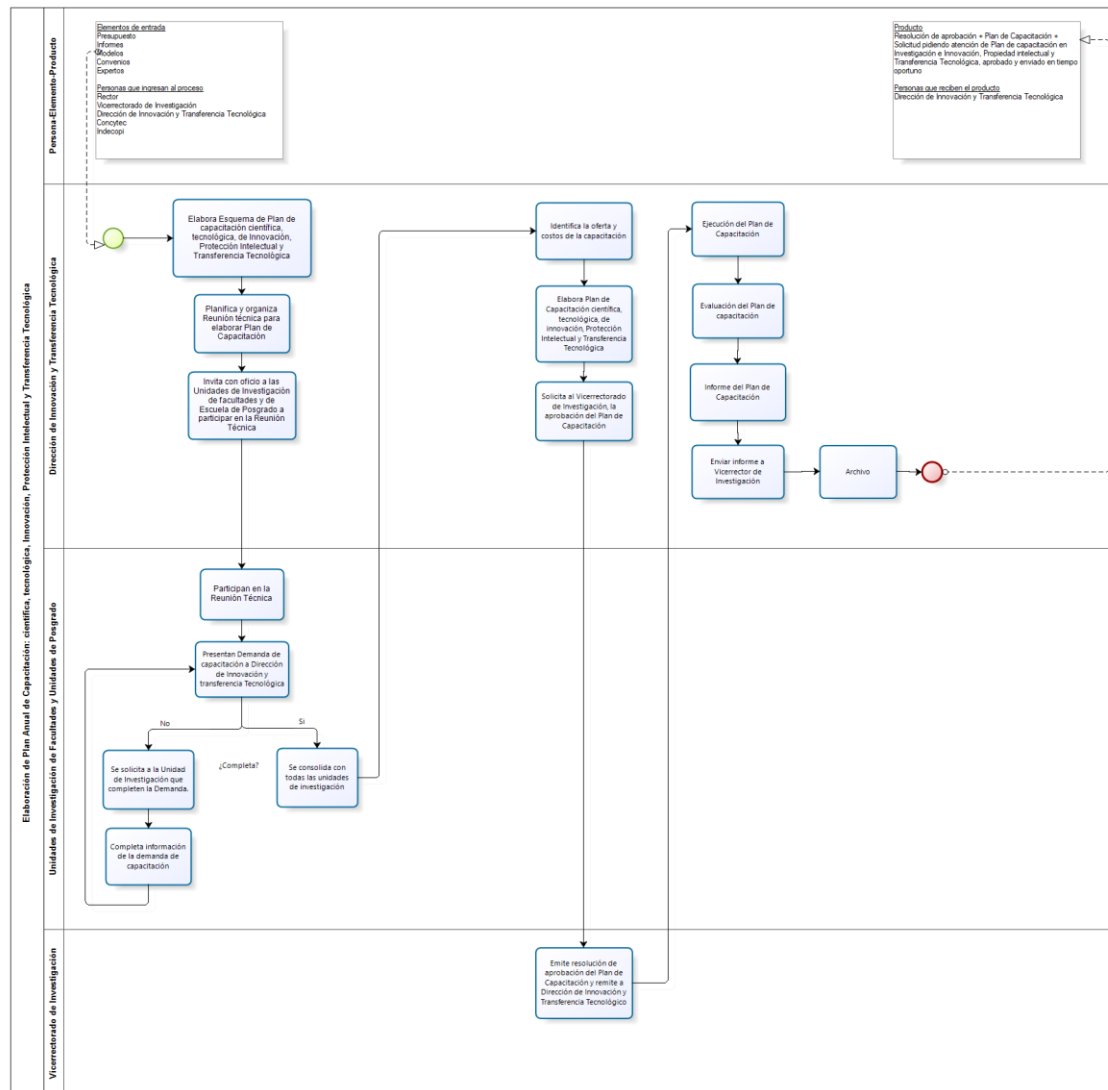 Elaboración de Plan Anual de Capacitación: científica, tecnológica, Innovación, Protección Intelectual y Transferencia Tecnológica
Persona-Elemento-Producto
Elementos de entrada
Presupuesto
Informes
Modelos
Convenios
Expertos
Personas que ingresan al proceso
Rector
Vicerrectorado de Investigación
Dirección de Innovación y Transferencia Tecnológica
Concytec
Indecopi
Producto
Resolución de aprobación + Plan de Capacitación +
Solicitud pidiendo atención de Plan de capacitación en
Investigación e Innovación, Propiedad intelectual y
Transferencia Tecnológica, aprobado y enviado en tiempo
oportuno
Personas que reciben el producto
Dirección de Innovación y Transferencia Tecnológica
Dirección de Innovación y Transferencia Tecnológica
Elabora Esquema de Plan de
capacitación científica,
tecnológica, de Innovación,
Protección Intelectual y
Transferencia Tecnológica
Planifica y organiza
Reunión técnica para
elaborar Plan de
Capacitación
Invita con oficio a las
Unidades de Investigación
de facultades y de
Escuela de Posgrado a
participar en la Reunión
Técnica
Identifica la oferta y
costos de la capacitación
Elabora Plan de
Capacitación científica,
tecnológica, de
innovación, Protección
Intelectual y Transferencia
Tecnológica
Solicita al Vicerrectorado
de Investigación, la
aprobación del Plan de
Capacitación
Ejecución del Plan de
Capacitación
Evaluación del Plan de
capacitación
Informe del Plan de
Capacitación
Enviar informe a
Vicerrector de
Investigación
Archivo
Unidades de Investigación de Facultades y Unidades de Posgrado
Participan en la
Reunión Técnica
Presentan Demanda de
capacitación a Dirección
de Innovación y
transferencia Tecnológica
No
Si
¿Completa?
Se solicita a la Unidad
de Investigación que
completen la Demanda.
Se consolida con
todas las unidades
de investigación
Completa información
de la demanda de
capacitación
Vicerrectorado de Investigación
Emite resolución de
aprobación del Plan de
Capacitación y remite a
Dirección de Innovación y
Transferencia Tecnológico